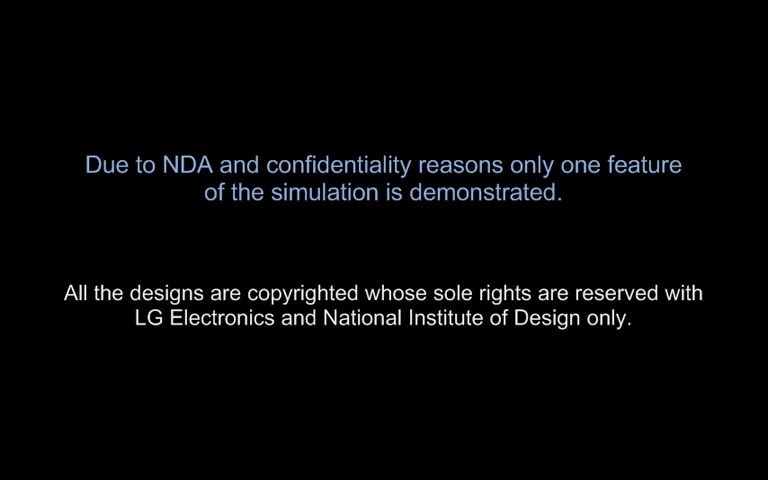 Due to NDA and confidentiality reasons only one feature
of the simulation is demonstrated.
All the designs are copyrighted whose sole rights are reserved with
LG Electronics and National Institute of Design only.